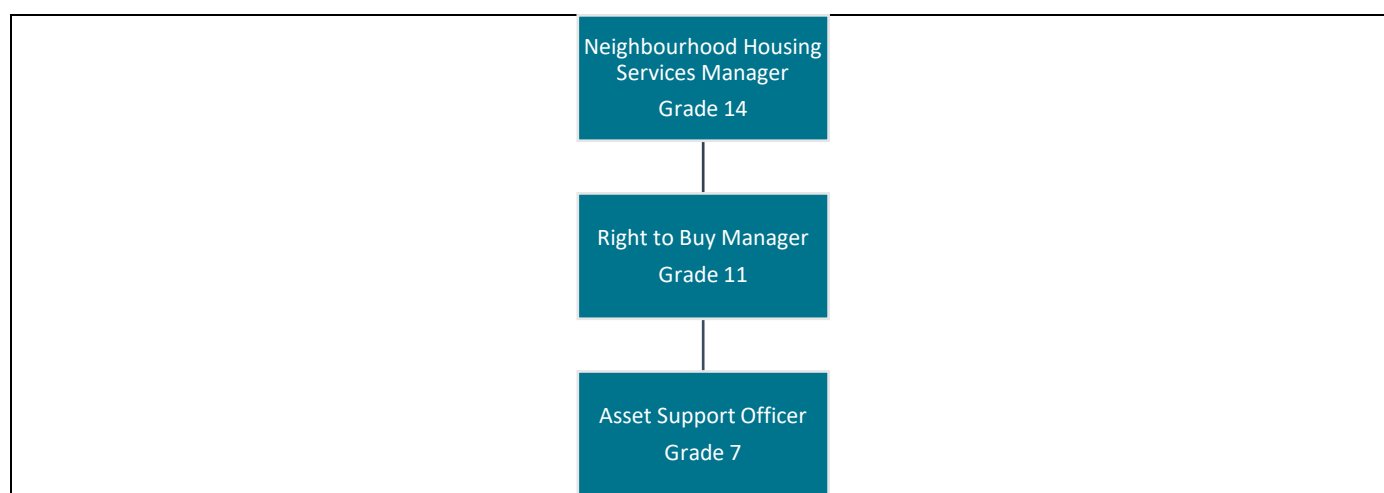 Neighbourhood Housing
Services Manager
Grade 14
Right to Buy Manager
Grade 11
Asset Support Officer
Grade 7